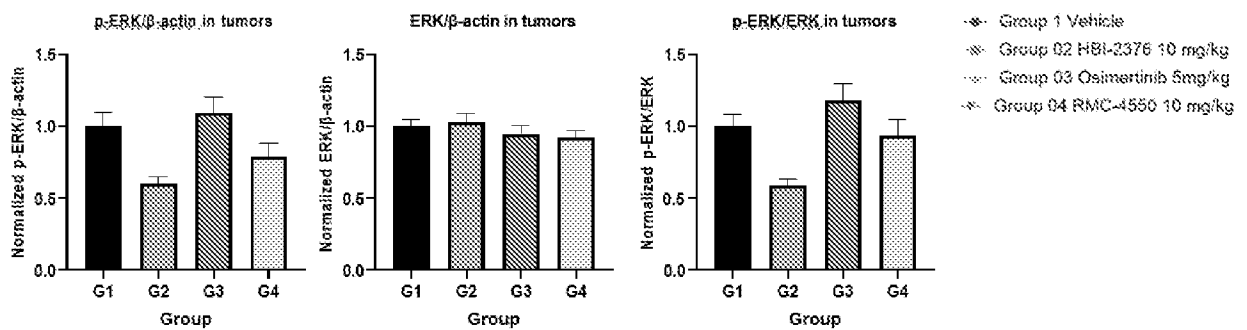 p-ERK/β-actin in tumors
Normalized p-ERK/β-actin
1.5
1.0
0.5
0.0
G1 G2 G3 G4
Group
ERK/β-actin in tumors
Normalized ERK/β-actin
1.5
1.0
0.5
0.0
G1 G2 G3 G4
Group
p-ERK/ERK in tumors
Normalized p-ERK/ERK
1.5
1.0
0.5
0.0
G1 G2 G3 G4
Group
Group 1 Vehicle
Group 02 HBI-2376 10 mg/kg
Group 03 Osimertinib 5mg/kg
Group 04 RMC-4550 10 mg/kg